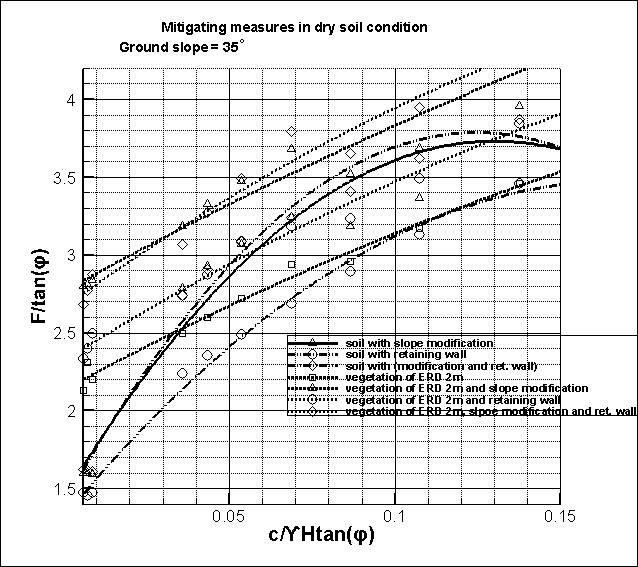 Mitigating measures in dry soil condition
Ground slope = 35°
4
3.5
3
2.5
2
1.5
F/tan(φ)
soil with slope modification
soil with retaining wall
soil with (modification and ret. wall)
vegetation of ERD 2m
vegetation of ERD 2m and slope modification
vegetation of ERD 2m and retaining wall
vegetation of ERD 2m, slpoe modification and ret. wall
0.05
0.1
0.15
c/ϒHtan(φ)